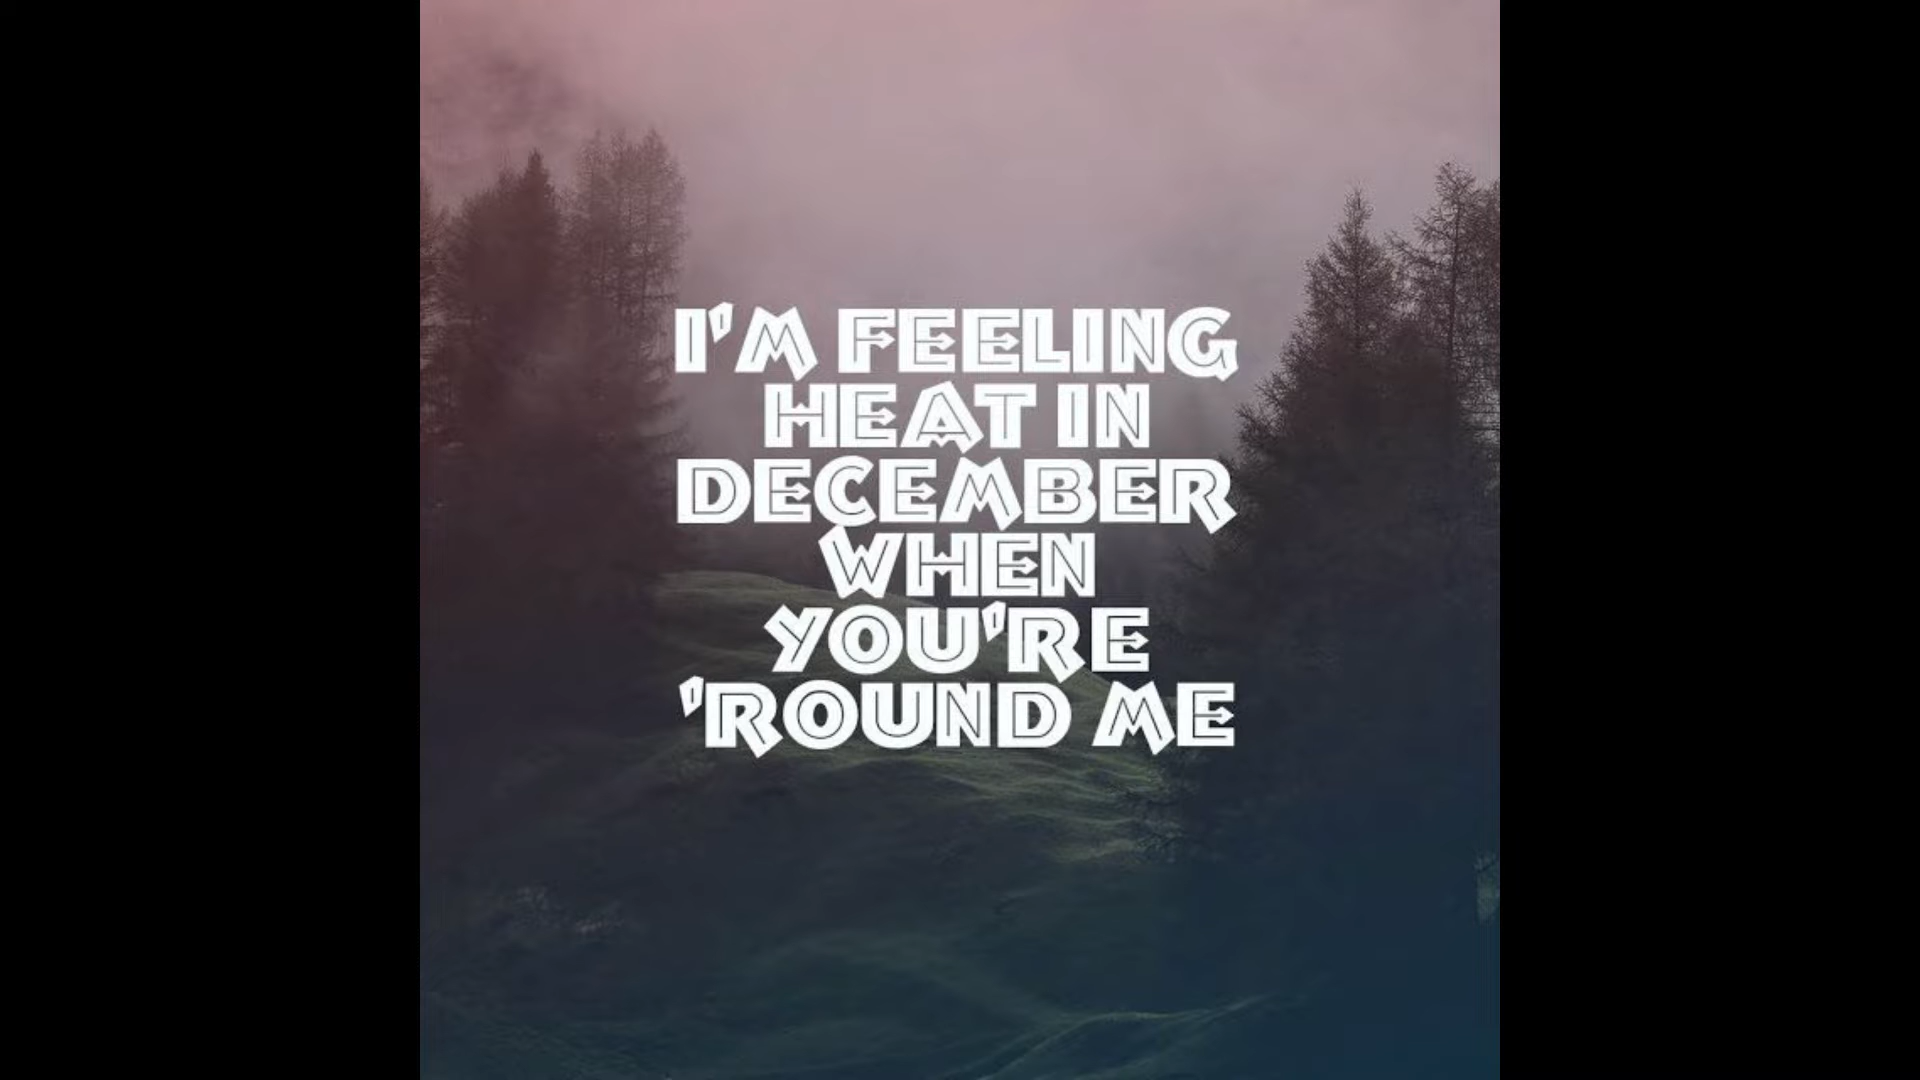 I'M FEELING
HEAT IN
DECEMBER
WHEN
YOU'RE
'ROUND ME